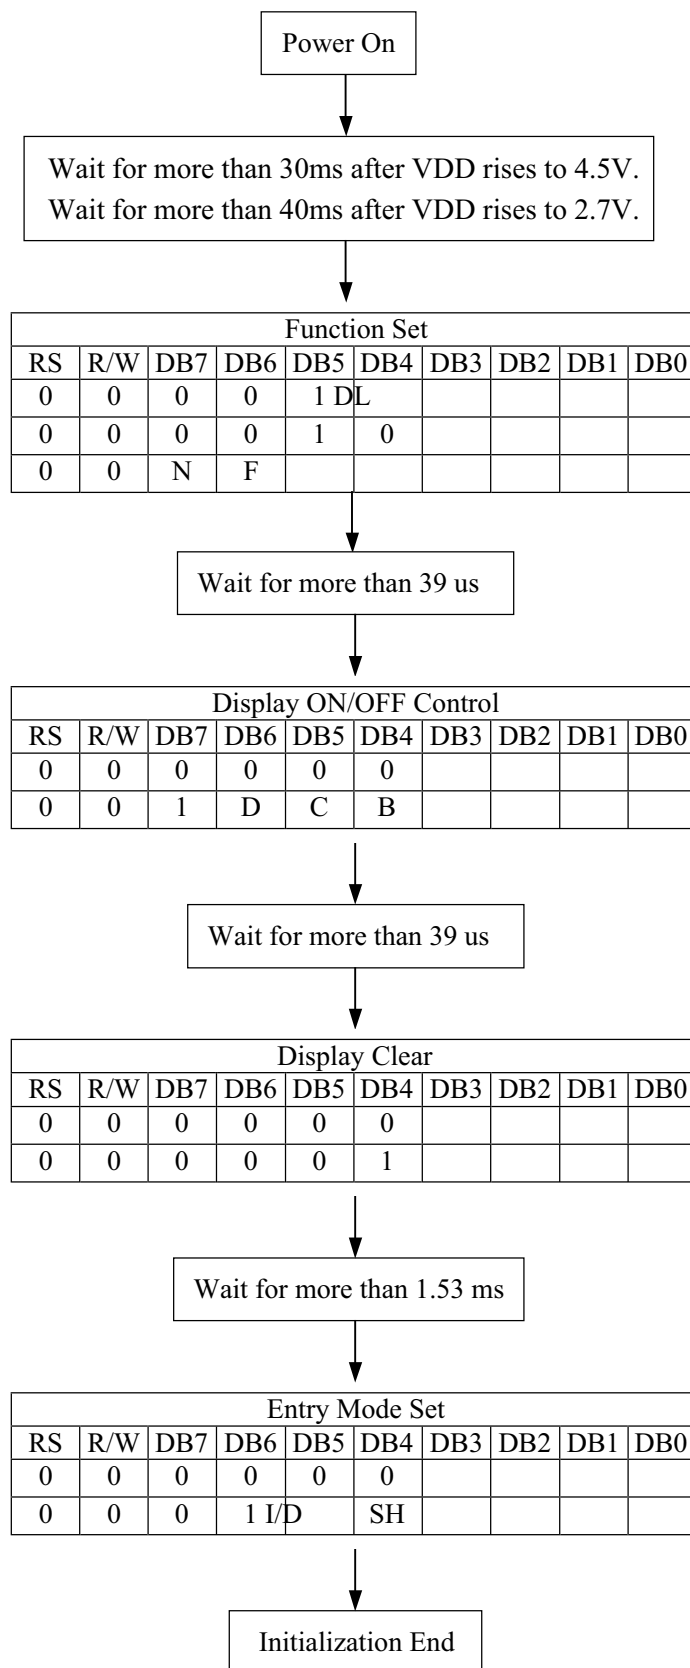 Power On
Wait for more than 30ms after VDD rises to 4.5V.
Wait for more than 40ms after VDD rises to 2.7V.
Function Set
RS R/W DB7 DB6 DB5 DB4 DB3 DB2 DB1 DB0
0 0 0 0 1 DL
0 0 0 0 1 0
0 0 N F
Wait for more than 39 us
Display ON/OFF Control
RS R/W DB7 DB6 DB5 DB4 DB3 DB2 DB1 DB0
0 0 0 0 0 0
0 0 1 D C B
Wait for more than 39 us
Display Clear
RS R/W DB7 DB6 DB5 DB4 DB3 DB2 DB1 DB0
0 0 0 0 0 0
0 0 0 0 0 1
Wait for more than 1.53 ms
Entry Mode Set
RS R/W DB7 DB6 DB5 DB4 DB3 DB2 DB1 DB0
0 0 0 0 0 0
0 0 0 1 I/D SH
Initialization End